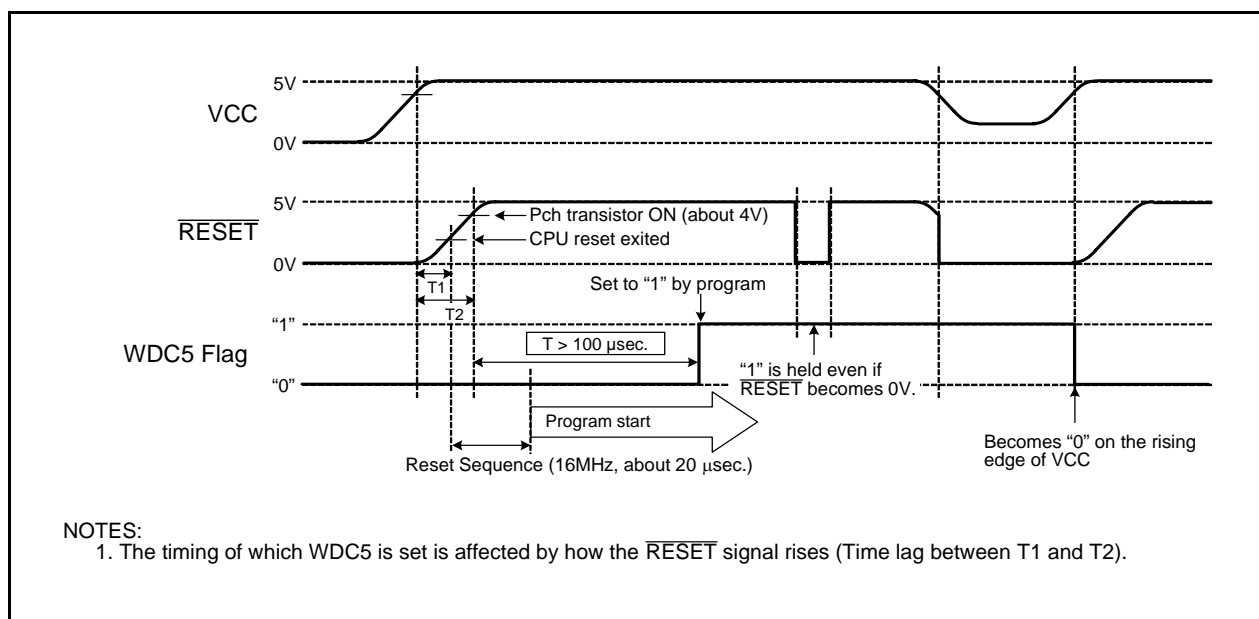 5V
VCC
0V
5V
Pch transistor ON (about 4V)
RESET
CPU reset exited
0V
T1
Set to “1” by program
T2
“1”
T > 100 μsec.
WDC5 Flag
“1” is held even if
RESET becomes 0V.
“0”
Program start
Becomes “0” on the rising
edge of VCC
Reset Sequence (16MHz, about 20 μsec.)
NOTES:
1. The timing of which WDC5 is set is affected by how the RESET signal rises (Time lag between T1 and T2).